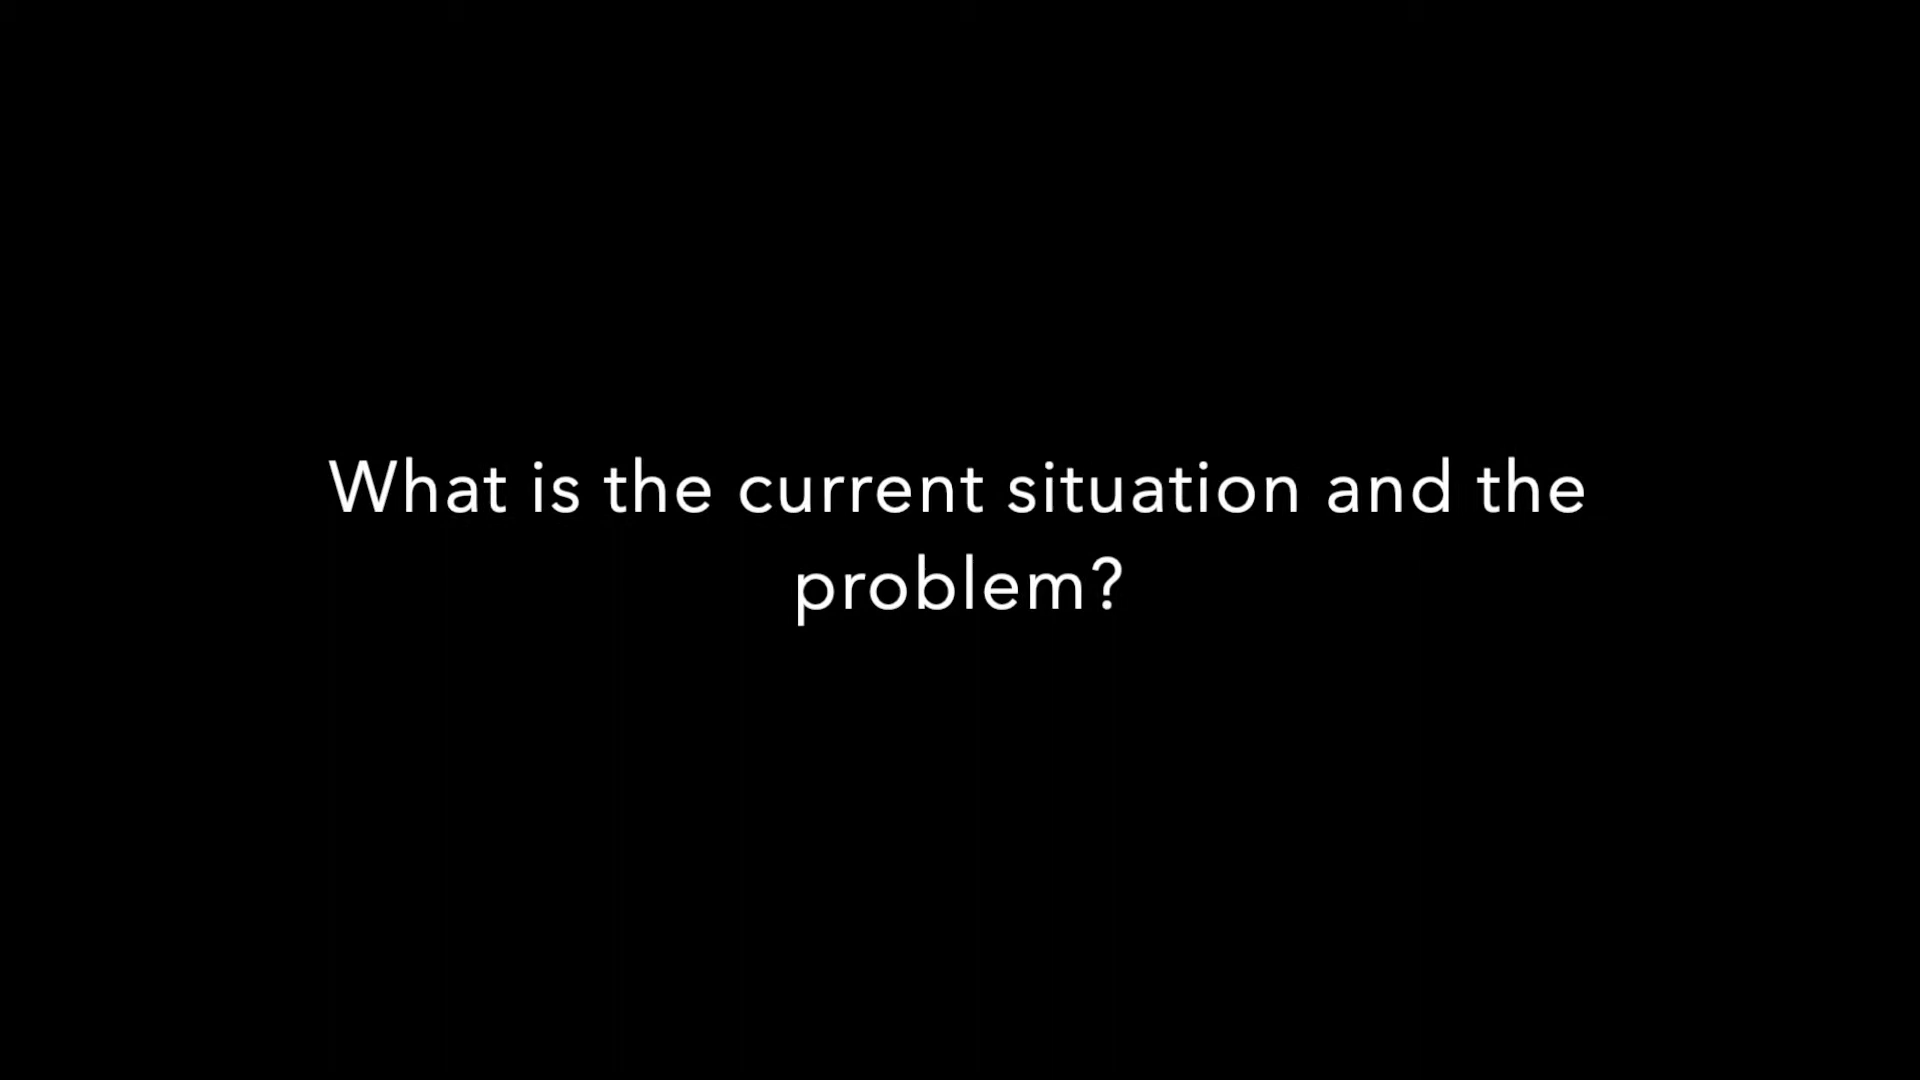 What is the current situation and the
problem?